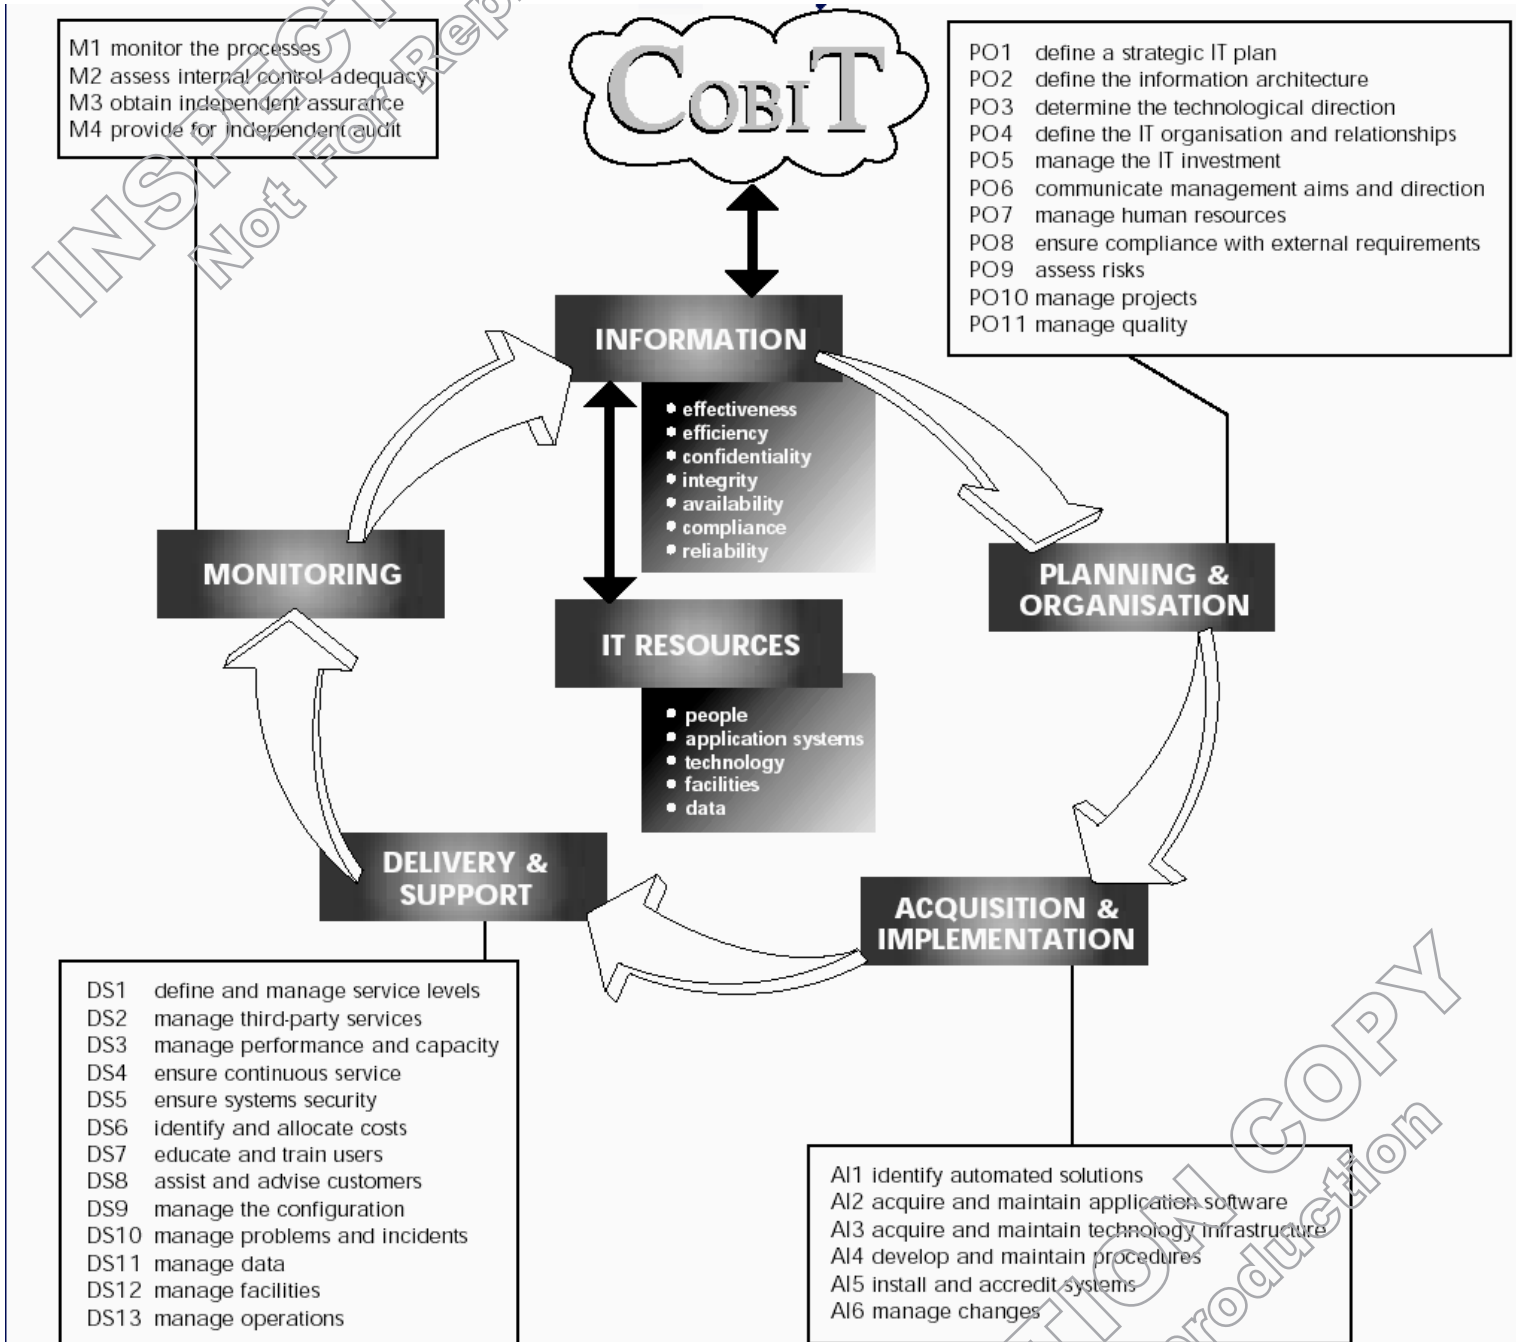 M1 monitor the processes
M2 assess internal control adequacy
M3 obtain independent assurance
M4 provide for independent audit
COBIT
PO1 define a strategic IT plan
PO2 define the information architecture
PO3 determine the technological direction
PO4 define the IT organisation and relationships
PO5 manage the IT investment
PO6 communicate management aims and direction
PO7 manage human resources
PO8 ensure compliance with external requirements
PO9 assess risks
PO10 manage projects
PO11 manage quality
INFORMATION
• effectiveness
• efficiency
• confidentiality
• integrity
• availability
• compliance
• reliability
MONITORING
PLANNING &
ORGANISATION
IT RESOURCES
• people
• application systems
• technology
• facilities
• data
DELIVERY &
SUPPORT
ACQUISITION &
IMPLEMENTATION
DS1 define and manage service levels
DS2 manage third-party services
DS3 manage performance and capacity
DS4 ensure continuous service
DS5 ensure systems security
DS6 identify and allocate costs
DS7 educate and train users
DS8 assist and advise customers
DS9 manage the configuration
DS10 manage problems and incidents
DS11 manage data
DS12 manage facilities
DS13 manage operations
AI1 identify automated solutions
AI2 acquire and maintain application software
AI3 acquire and maintain technology infrastructure
AI4 develop and maintain procedures
AI5 install and accredit systems
AI6 manage changes
INSPECT
Not For Rep
TION COPY
production